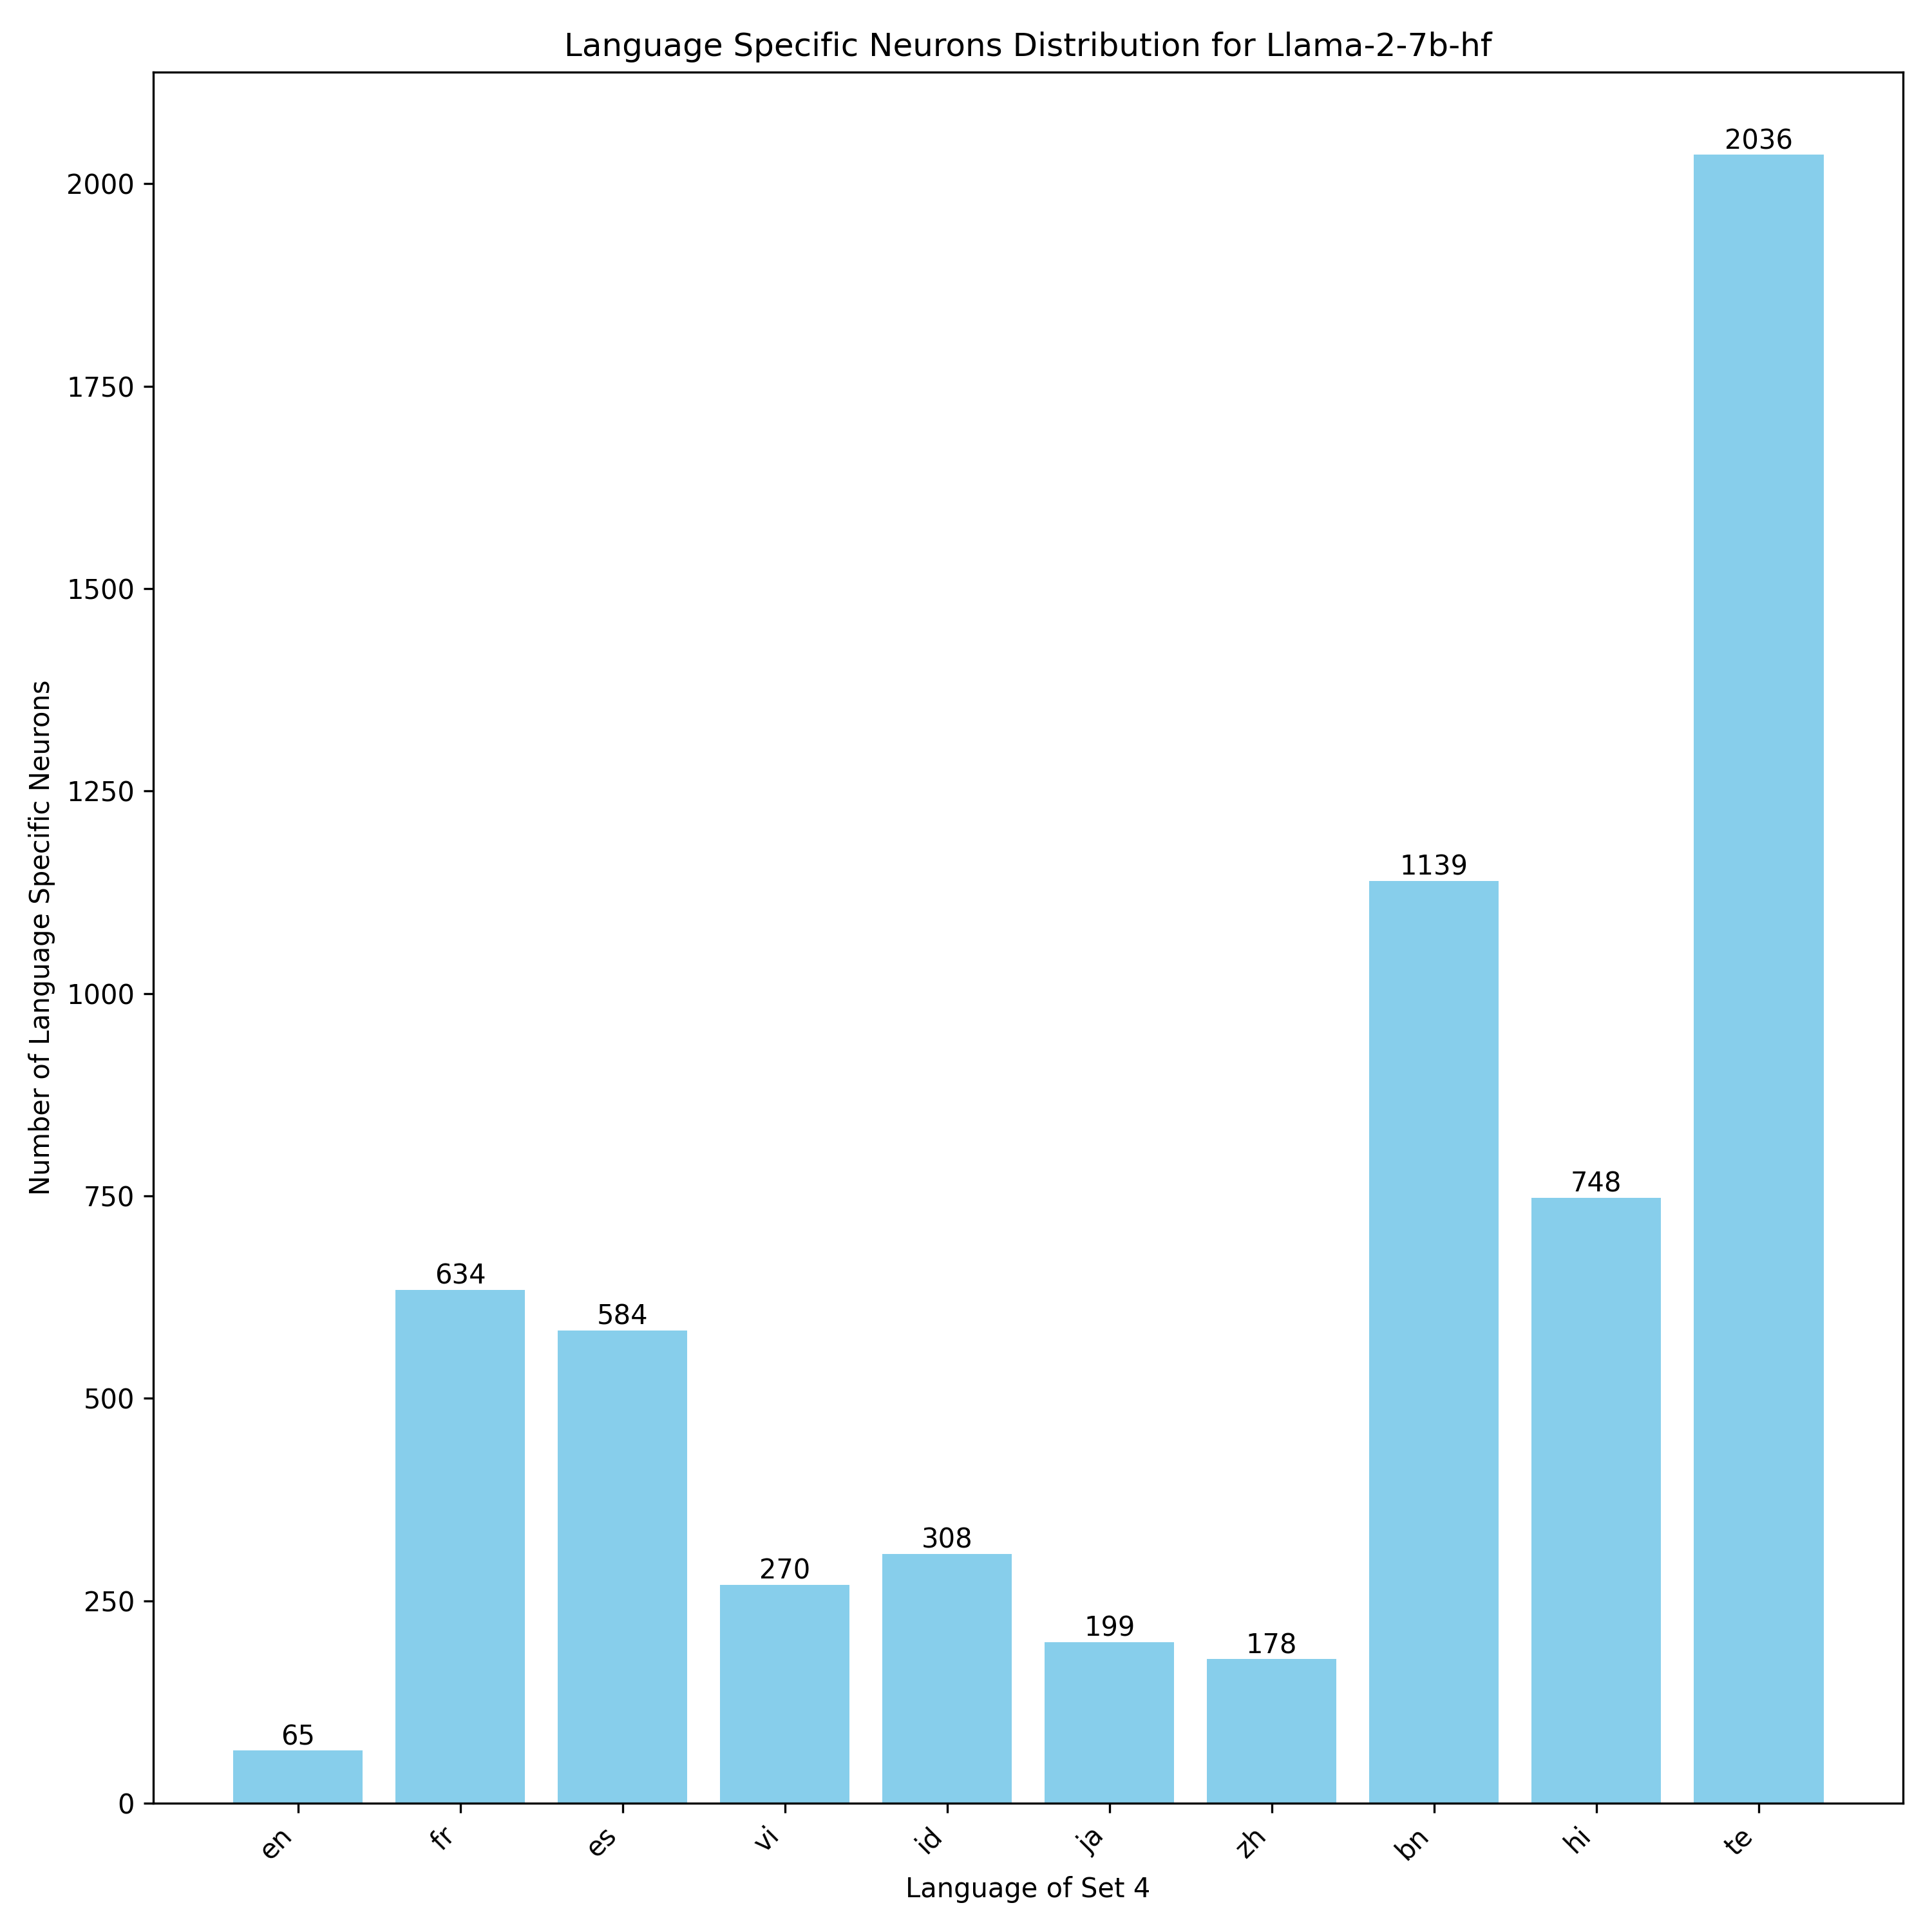 Language Specific Neurons Distribution for Llama-2-7b-hf
Number of Language Specific Neurons
2000
1750
1500
1250
1000
750
500
250
0
65
634
584
270
308
199
178
1139
748
2036
en
fr
es
vi
id
ja
zh
bn
hi
te
Language of Set 4